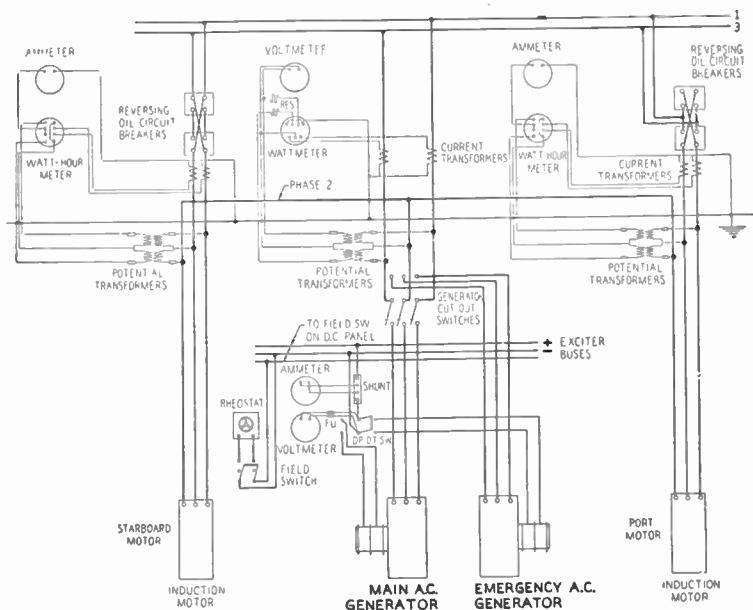 1
3
AMMETER
VOLTMETER
AMMETER
REVERSING
OIL CIRCUIT
BREAKERS
REVERSING
OIL CIRCUIT
BREAKERS
RES
WATT-HOUR
METER
WATTMETER
CURRENT
TRANSFORMERS
WATT HOUR
METER
CURRENT
TRANSFORMERS
PHASE 2
POTENTIAL
TRANSFORMERS
POTENTIAL
TRANSFORMERS
POTENTIAL
TRANSFORMERS
GENERATOR
CUT OUT
SWITCHES
TO FIELD SW
ON D.C PANEL
+ EXCITER
- BUSES
AMMETER
SHUNT
RHEOSTAT
FU
VOLTMETER
D.P. D.T SW.
FIELD
SWITCH
STARBOARD
MOTOR
PORT
MOTOR
INDUCTION
MOTOR
MAIN A.C.
GENERATOR
EMERGENCY A.C.
GENERATOR
INDUCTION
MOTOR